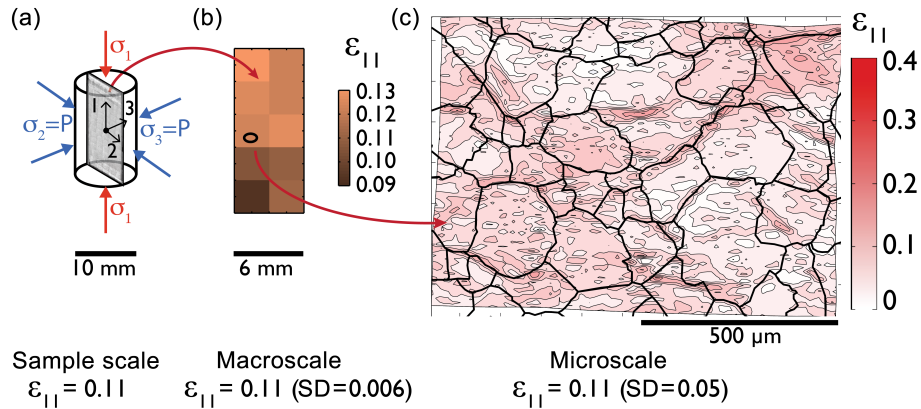 (a)
σ₁
1
3
2
σ₂=P
σ₃=P
σ₁
10 mm
(b)
0
ε₁₁
0.13
0.12
0.11
0.10
0.09
6 mm
(c)
ε₁₁
0.4
0.3
0.2
0.1
0
500 µm
Sample scale
ε₁₁ = 0.11
Macroscale
ε₁₁ = 0.11 (SD=0.006)
Microscale
ε₁₁ = 0.11 (SD=0.05)